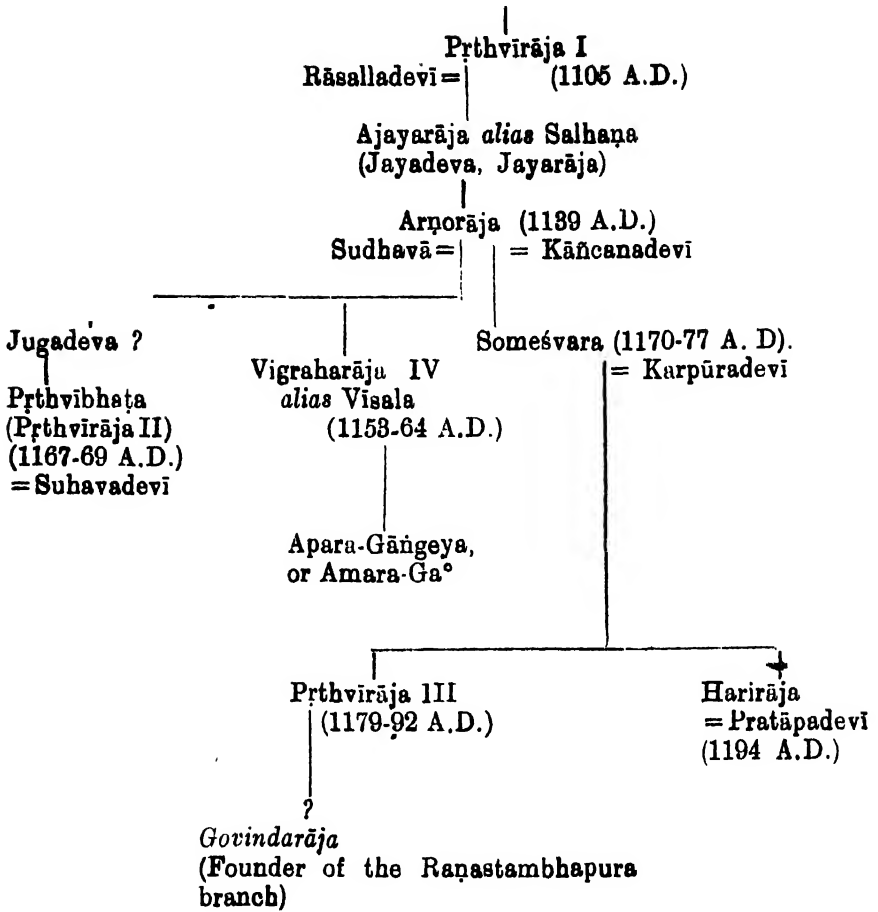 Pṛthvīrāja I
Rāsalladevī = (1105 A.D.)
Ajayarāja alias Salhaṇa
(Jayadeva, Jayarāja)
Arṇorāja (1139 A.D.)
Sudhavā = = Kāñcanadevī
Jugadeva ?
Pṛthvībhaṭa
(Pṛthvīrāja II)
(1167-69 A.D.)
= Suhavadevī
Vigraharāja IV
alias Vīsala
(1153-64 A.D.)
Someśvara (1170-77 A. D).
= Karpūradevī
Apara-Gāṅgeya,
or Amara-Ga°
Pṛthvīrāja III
(1179-92 A.D.)
Harirāja
= Pratāpadevī
(1194 A.D.)
?
Govindarāja
(Founder of the Raṇastambhapura
branch)